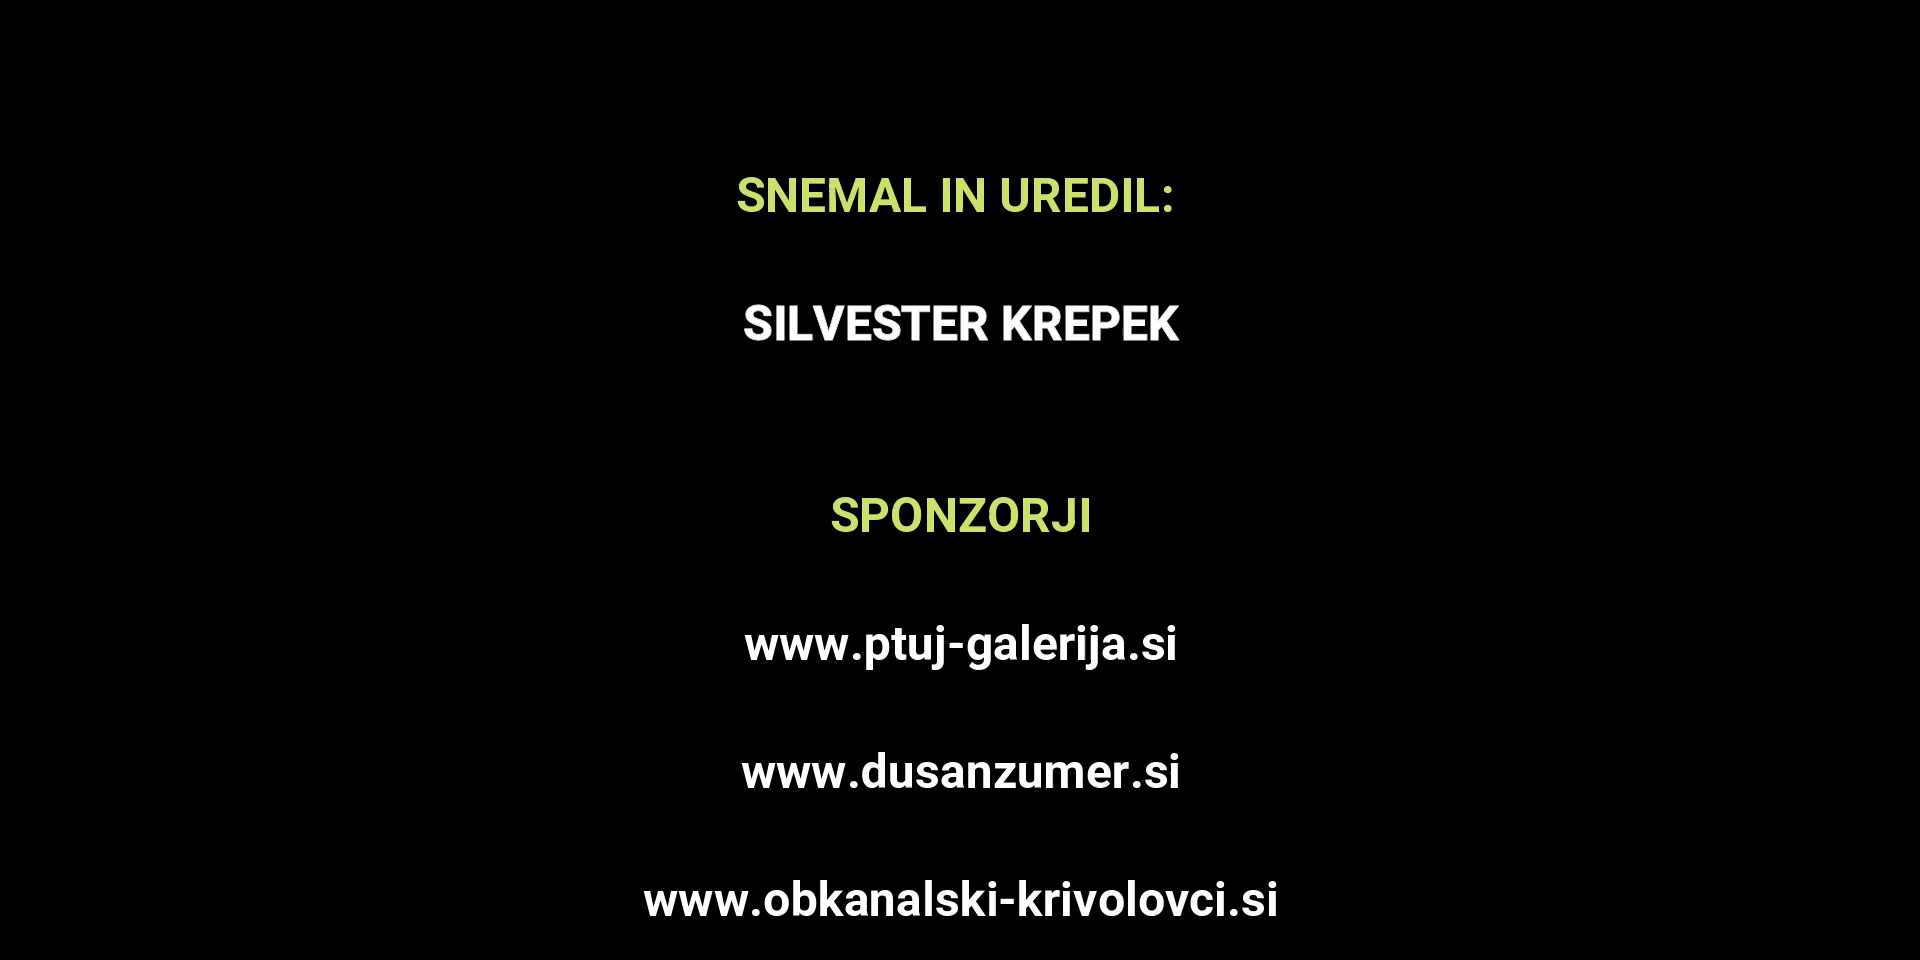 SNEMAL IN UREDIL:
SILVESTER KREPEK
SPONZORJI
www.ptuj-galerija.si
www.dusanzumer.si
www.obkanalski-krivolovci.si